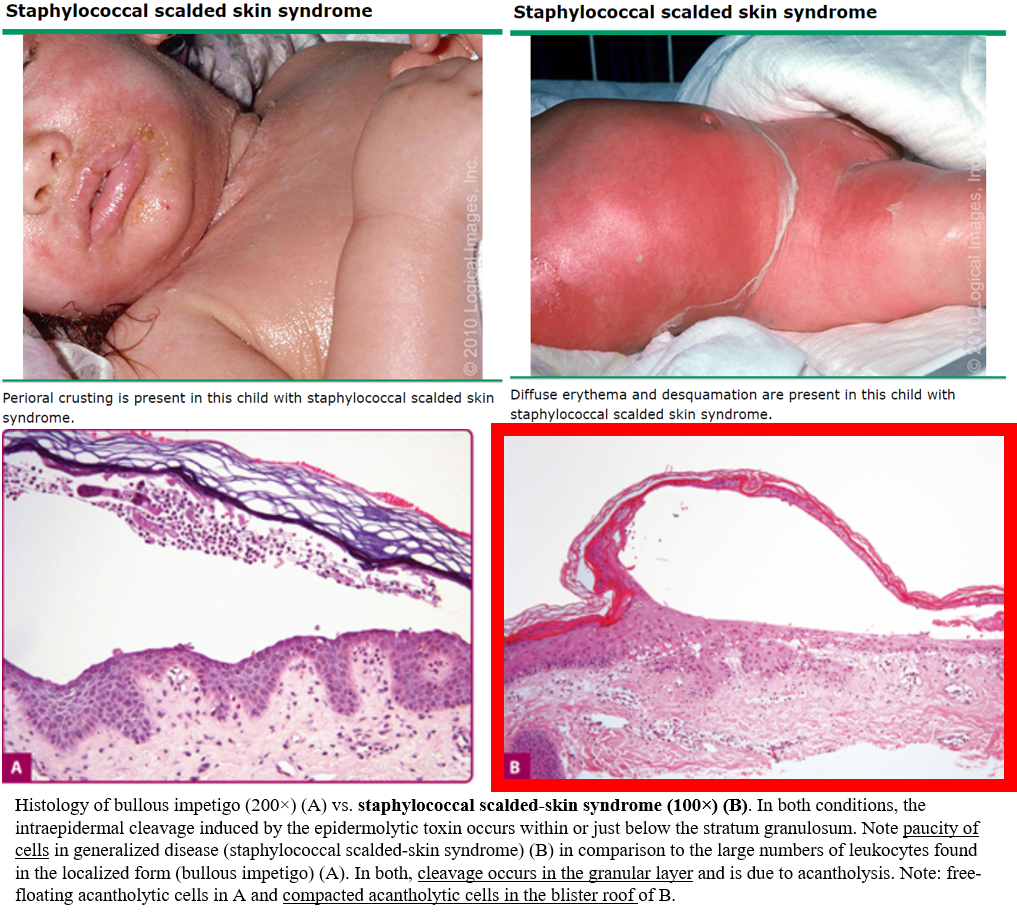 Staphylococcal scalded skin syndrome
Staphylococcal scalded skin syndrome
© 2010 Logical Images, Inc.
© 2010 Logical Images, Inc
Perioral crusting is present in this child with staphylococcal scalded skin
syndrome.
Diffuse erythema and desquamation are present in this child with
staphylococcal scalded skin syndrome.
A
B
Histology of bullous impetigo (200×) (A) vs. staphylococcal scalded-skin syndrome (100×) (B). In both conditions, the
intraepidermal cleavage induced by the epidermolytic toxin occurs within or just below the stratum granulosum. Note paucity of
cells in generalized disease (staphylococcal scalded-skin syndrome) (B) in comparison to the large numbers of leukocytes found
in the localized form (bullous impetigo) (A). In both, cleavage occurs in the granular layer and is due to acantholysis. Note: free-
floating acantholytic cells in A and compacted acantholytic cells in the blister roof of B.